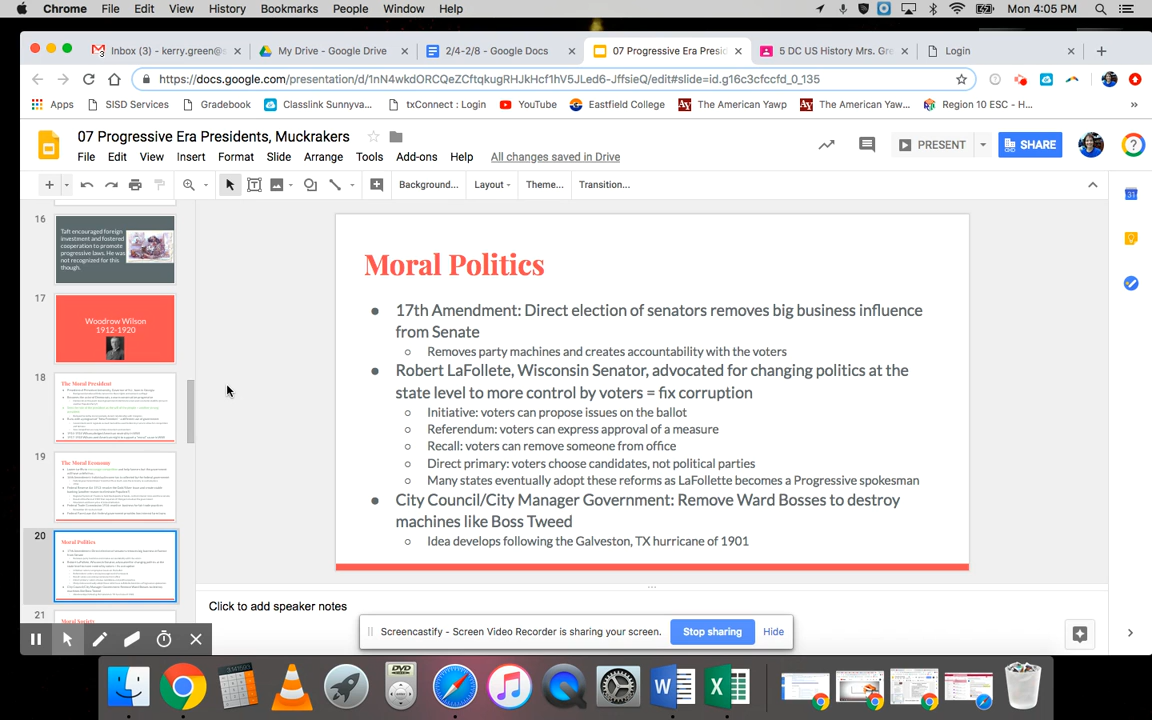 Chrome File Edit View History Bookmarks People Window Help Mon 4:05 PM
Inbox (3) - kerry.green@s
My Drive - Google Drive
2/4-2/8 - Google Docs
07 Progressive Era Presid
5 DC US History Mrs. Gre
Login
https://docs.google.com/presentation/d/1nN4wkdORCQeZCftqkugRHJkHcf1hV5JLed6-JffsieQ/edit#slide=id.g16c3cfccfd_0_135
Apps SISD Services Gradebook Classlink Sunnyva... txConnect : Login YouTube Eastfield College The American Yawp The American Yaw... Region 10 ESC - H...
07 Progressive Era Presidents, Muckrakers
File Edit View Insert Format Slide Arrange Tools Add-ons Help All changes saved in Drive
PRESENT
SHARE
Background... Layout Theme... Transition...
16
Taft encouraged foreign
investment and fostered
cooperation to promote
progressive laws. He was
not recognized for this
though.
17
Woodrow Wilson
1912-1920
18
The Moral President
19
The Moral Economy
20
Moral Politics
21
Moral Society
Moral Politics
● 17th Amendment: Direct election of senators removes big business influence
from Senate
○ Removes party machines and creates accountability with the voters
● Robert LaFollete, Wisconsin Senator, advocated for changing politics at the
state level to more control by voters = fix corruption
○ Initiative: voters can propose issues on the ballot
○ Referendum: voters can express approval of a measure
○ Recall: voters can remove someone from office
○ Direct primary: voters choose candidates, not political parties
○ Many states eventually adopt these reforms as LaFollete becomes a Progressive spokesman
● City Council/City Manager Government: Remove Ward Bosses to destroy
machines like Boss Tweed
○ Idea develops following the Galveston, TX hurricane of 1901
Click to add speaker notes
Screencastify - Screen Video Recorder is sharing your screen. Stop sharing Hide
31
DVD